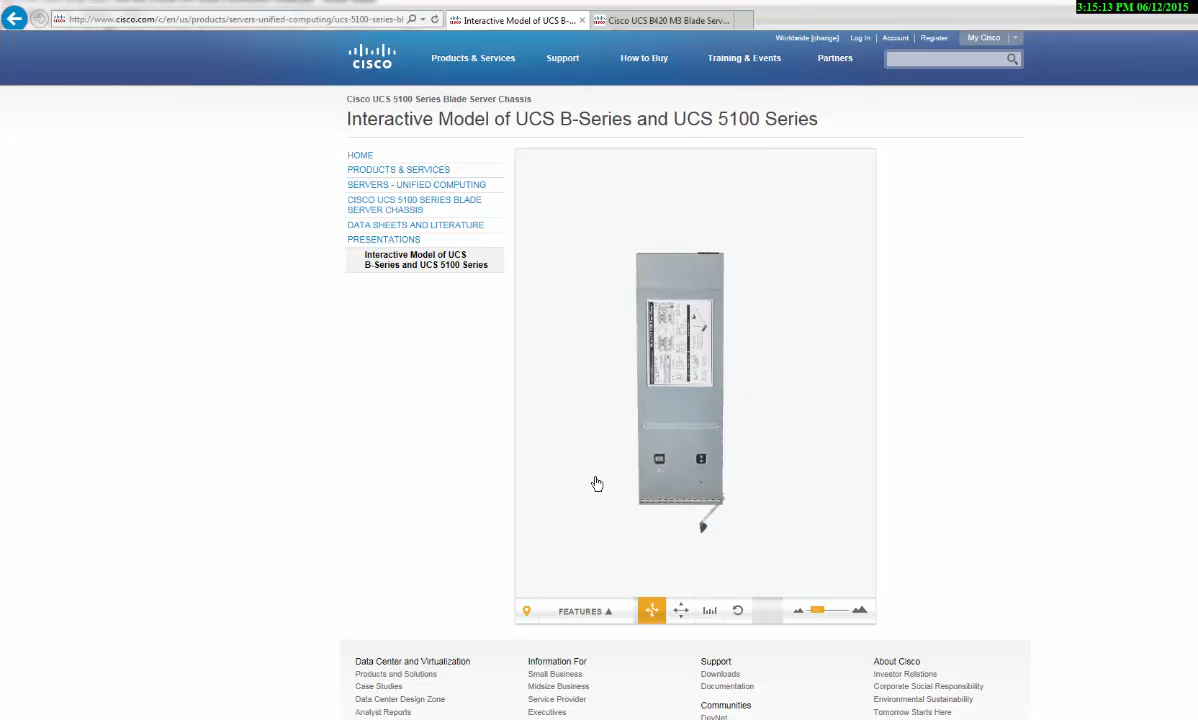 3:15:13 PM 06/12/2015
http://www.cisco.com/c/en/us/products/servers-unified-computing/ucs-5100-series-bl
Interactive Model of UCS B-...
Cisco UCS B420 M3 Blade Serv...
Worldwide [change] Log In Account Register My Cisco
CISCO
Products & Services Support How to Buy Training & Events Partners
Cisco UCS 5100 Series Blade Server Chassis
Interactive Model of UCS B-Series and UCS 5100 Series
HOME
PRODUCTS & SERVICES
SERVERS - UNIFIED COMPUTING
CISCO UCS 5100 SERIES BLADE
SERVER CHASSIS
DATA SHEETS AND LITERATURE
PRESENTATIONS
Interactive Model of UCS
B-Series and UCS 5100 Series
FEATURES
Data Center and Virtualization
Products and Solutions
Case Studies
Data Center Design Zone
Analyst Reports
Information For
Small Business
Midsize Business
Service Provider
Executives
Support
Downloads
Documentation
Communities
DevNet
About Cisco
Investor Relations
Corporate Social Responsibility
Environmental Sustainability
Tomorrow Starts Here